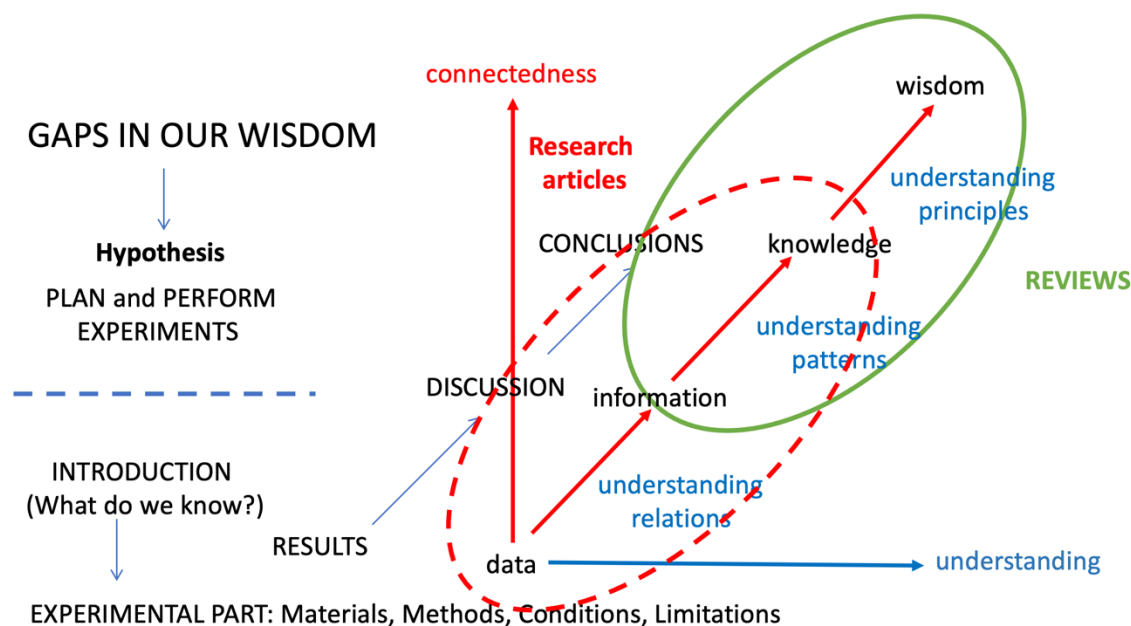 connectedness
wisdom
GAPS IN OUR WISDOM
Research
articles
understanding
principles
Hypothesis
CONCLUSIONS
knowledge
REVIEWS
PLAN and PERFORM
EXPERIMENTS
understanding
patterns
DISCUSSION
information
INTRODUCTION
(What do we know?)
understanding
relations
RESULTS
data
understanding
EXPERIMENTAL PART: Materials, Methods, Conditions, Limitations